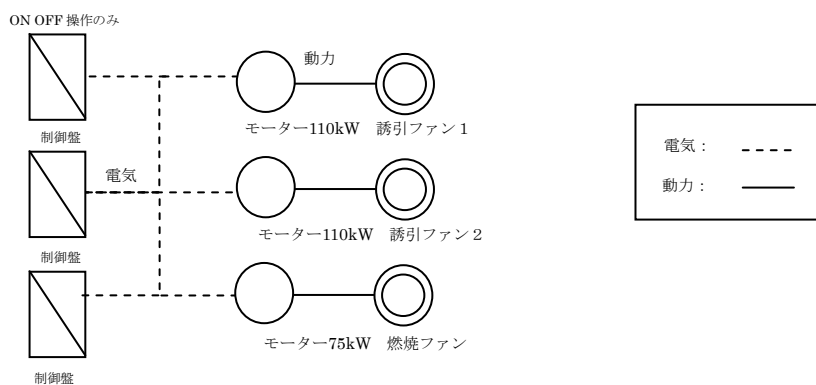 ON OFF 操作のみ
動力
制御盤
モーター110kW 誘引ファン1
電気
制御盤
モーター110kW 誘引ファン2
制御盤
モーター75kW 燃焼ファン
電気：
動力：